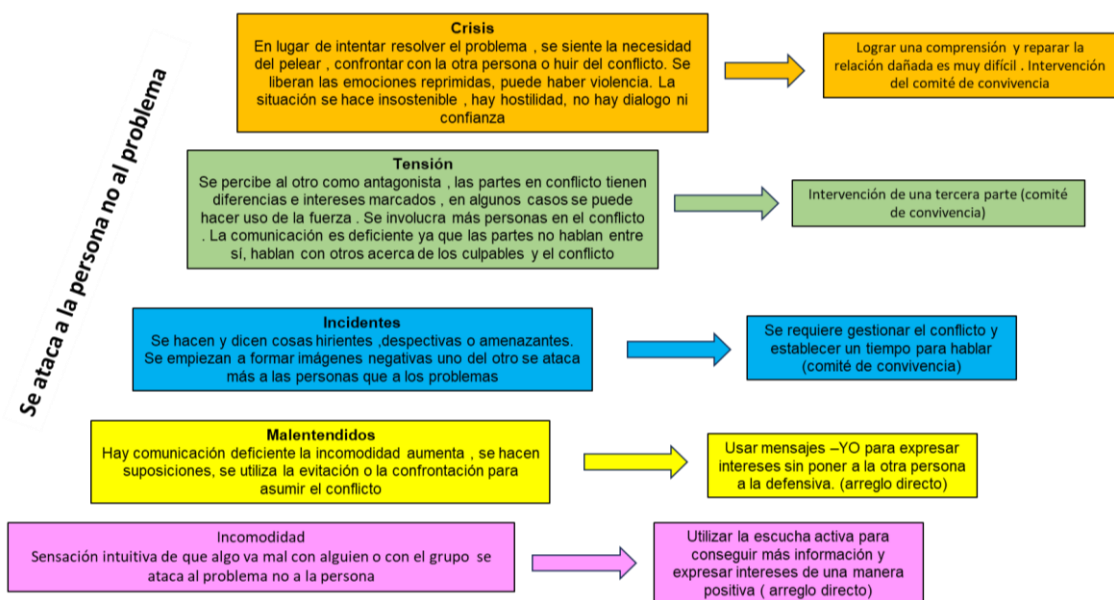 Se ataca a la persona no al problema
Crisis
En lugar de intentar resolver el problema , se siente la necesidad
del pelear , confrontar con la otra persona o huir del conflicto. Se
liberan las emociones reprimidas, puede haber violencia. La
situación se hace insostenible , hay hostilidad, no hay dialogo ni
confianza
Lograr una comprensión y reparar la
relación dañada es muy difícil . Intervención
del comité de convivencia
Tensión
Se percibe al otro como antagonista , las partes en conflicto tienen
diferencias e intereses marcados , en algunos casos se puede
hacer uso de la fuerza . Se involucra más personas en el conflicto
. La comunicación es deficiente ya que las partes no hablan entre
sí, hablan con otros acerca de los culpables y el conflicto
Intervención de una tercera parte (comité
de convivencia)
Incidentes
Se hacen y dicen cosas hirientes ,despectivas o amenazantes.
Se empiezan a formar imágenes negativas uno del otro se ataca
más a las personas que a los problemas
Se requiere gestionar el conflicto y
establecer un tiempo para hablar
(comité de convivencia)
Malentendidos
Hay comunicación deficiente la incomodidad aumenta , se hacen
suposiciones, se utiliza la evitación o la confrontación para
asumir el conflicto
Usar mensajes –YO para expresar
intereses sin poner a la otra persona
a la defensiva. (arreglo directo)
Incomodidad
Sensación intuitiva de que algo va mal con alguien o con el grupo se
ataca al problema no a la persona
Utilizar la escucha activa para
conseguir más información y
expresar intereses de una manera
positiva ( arreglo directo)